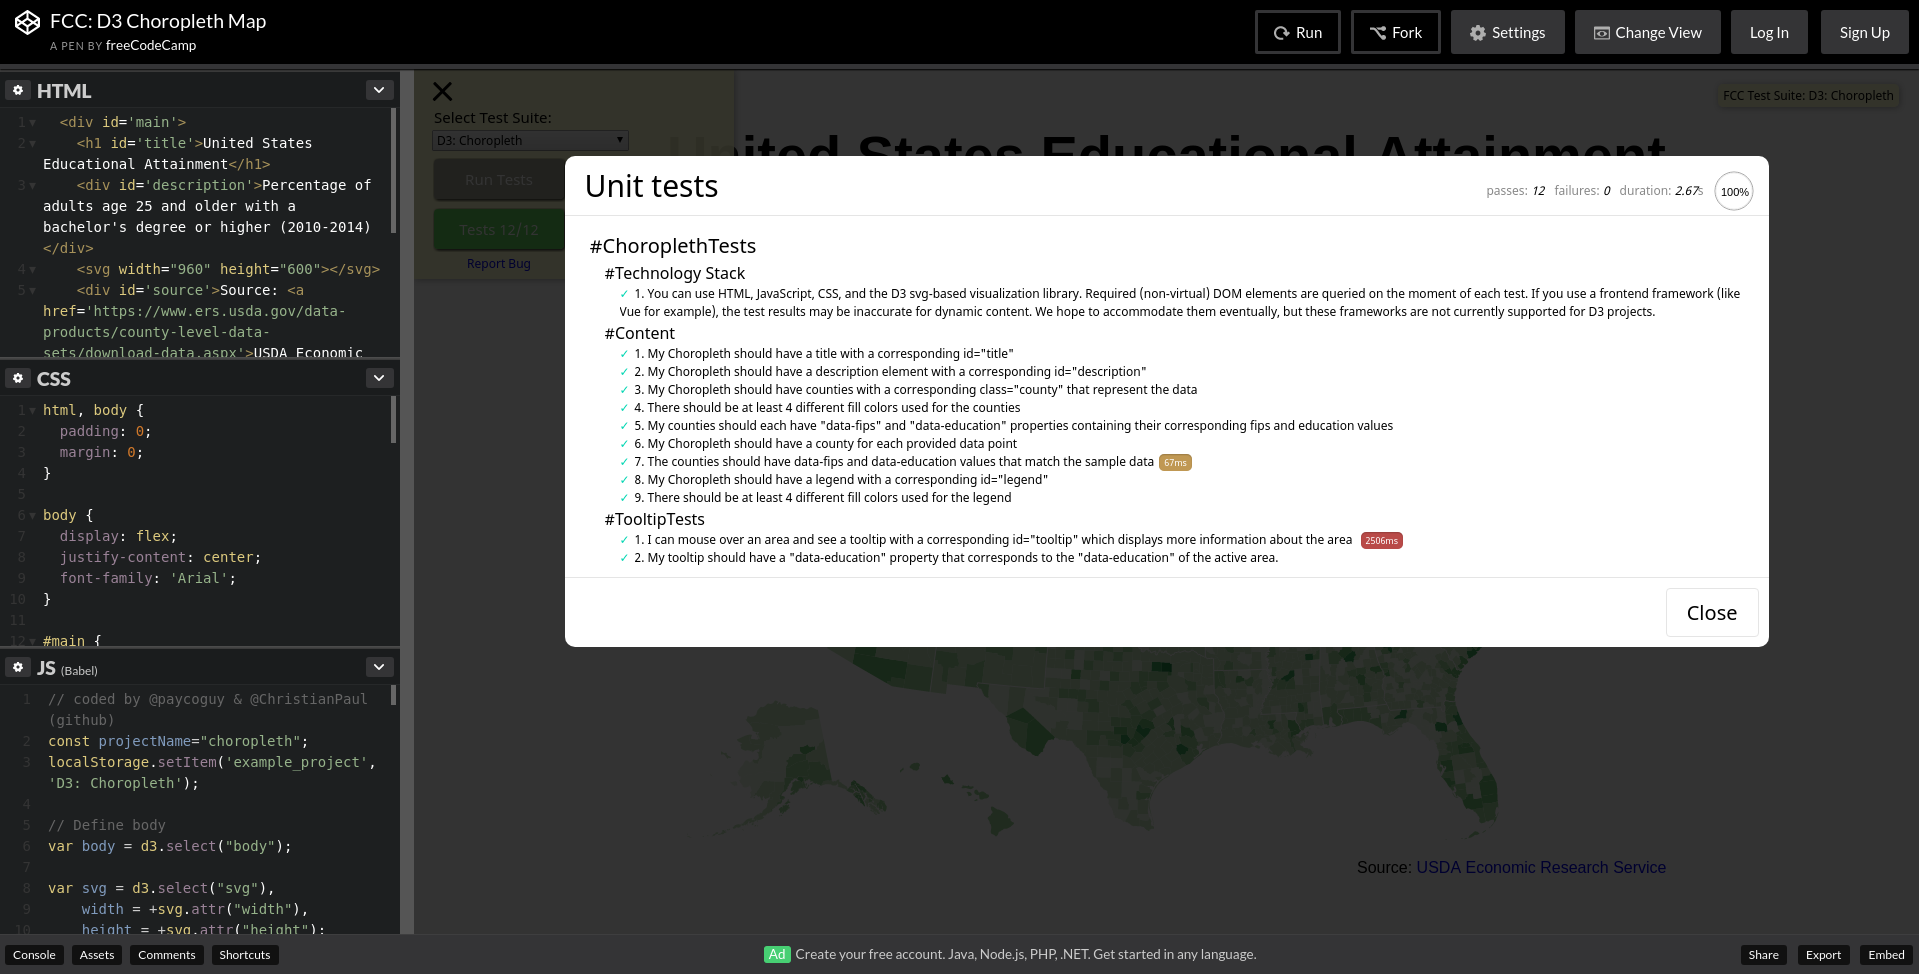 FCC: D3 Choropleth Map
A PEN BY freeCodeCamp
Run
Fork
Settings
Change View
Log In
Sign Up
HTML
1 <div id='main'>
2 <h1 id='title'>United States
Educational Attainment</h1>
3 <div id='description'>Percentage of
adults age 25 and older with a
bachelor's degree or higher (2010-2014)
</div>
4 <svg width="960" height="600"></svg>
5 <div id='source'>Source: <a
href='https://www.ers.usda.gov/data-
products/county-level-data-
sets/download-data.aspx'>USDA Economic
CSS
1 html, body {
2 padding: 0;
3 margin: 0;
4 }
5
6 body {
7 display: flex;
8 justify-content: center;
9 font-family: 'Arial';
10 }
11
12 #main {
JS (Babel)
1 // coded by @paycoguy & @ChristianPaul
(github)
2 const projectName="choropleth";
3 localStorage.setItem('example_project',
'D3: Choropleth');
4
5 // Define body
6 var body = d3.select("body");
7
8 var svg = d3.select("svg"),
9 width = +svg.attr("width"),
10 height = +svg.attr("height");
Select Test Suite:
D3: Choropleth
Run Tests
Tests 12/12
Report Bug
FCC Test Suite: D3: Choropleth
United States Educational Attainment
Unit tests
passes: 12 failures: 0 duration: 2.67s 100%
#ChoroplethTests
#Technology Stack
✓ 1. You can use HTML, JavaScript, CSS, and the D3 svg-based visualization library. Required (non-virtual) DOM elements are queried on the moment of each test. If you use a frontend framework (like
Vue for example), the test results may be inaccurate for dynamic content. We hope to accommodate them eventually, but these frameworks are not currently supported for D3 projects.
#Content
✓ 1. My Choropleth should have a title with a corresponding id="title"
✓ 2. My Choropleth should have a description element with a corresponding id="description"
✓ 3. My Choropleth should have counties with a corresponding class="county" that represent the data
✓ 4. There should be at least 4 different fill colors used for the counties
✓ 5. My counties should each have "data-fips" and "data-education" properties containing their corresponding fips and education values
✓ 6. My Choropleth should have a county for each provided data point
✓ 7. The counties should have data-fips and data-education values that match the sample data 67ms
✓ 8. My Choropleth should have a legend with a corresponding id="legend"
✓ 9. There should be at least 4 different fill colors used for the legend
#TooltipTests
✓ 1. I can mouse over an area and see a tooltip with a corresponding id="tooltip" which displays more information about the area 2506ms
✓ 2. My tooltip should have a "data-education" property that corresponds to the "data-education" of the active area.
Close
Source: USDA Economic Research Service
Console
Assets
Comments
Shortcuts
Ad Create your free account. Java, Node.js, PHP, .NET. Get started in any language.
Share
Export
Embed